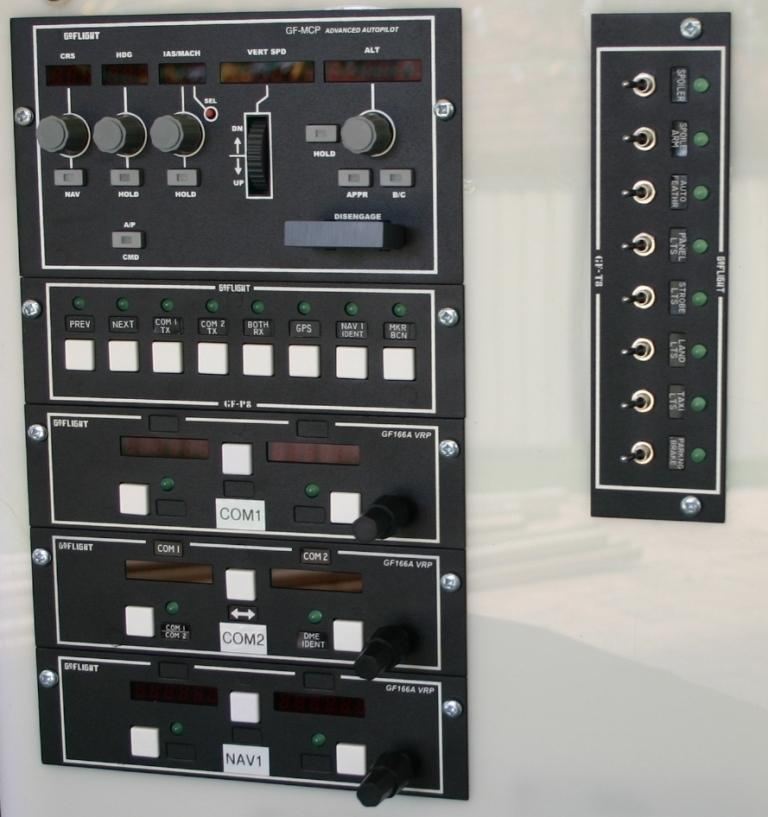 GOFLIGHT
GF-MCP ADVANCED AUTOPILOT
CRS HDG IAS/MACH VERT SPD ALT
SEL
DN
UP
HOLD
NAV HOLD HOLD APPR B/C
DISENGAGE
A/P
CMD
GOFLIGHT
PREV NEXT COM 1 TX COM 2 TX BOTH RX GPS NAV 1 IDENT MKR BCN
GF-P8
GOFLIGHT
GF166A VRP
COM1
GOFLIGHT
COM 1 COM 2
GF166A VRP
COM 1
COM 2
COM2
DME
IDENT
GOFLIGHT
GF166A VRP
NAV1
SPOILER
SPOILER
ARM
AUTO
FEATHR
PANEL
LTS
STROBE
LTS
LAND
LTS
TAXI
LTS
PARKNG
BRAKE
GF-T8
GOFLIGHT